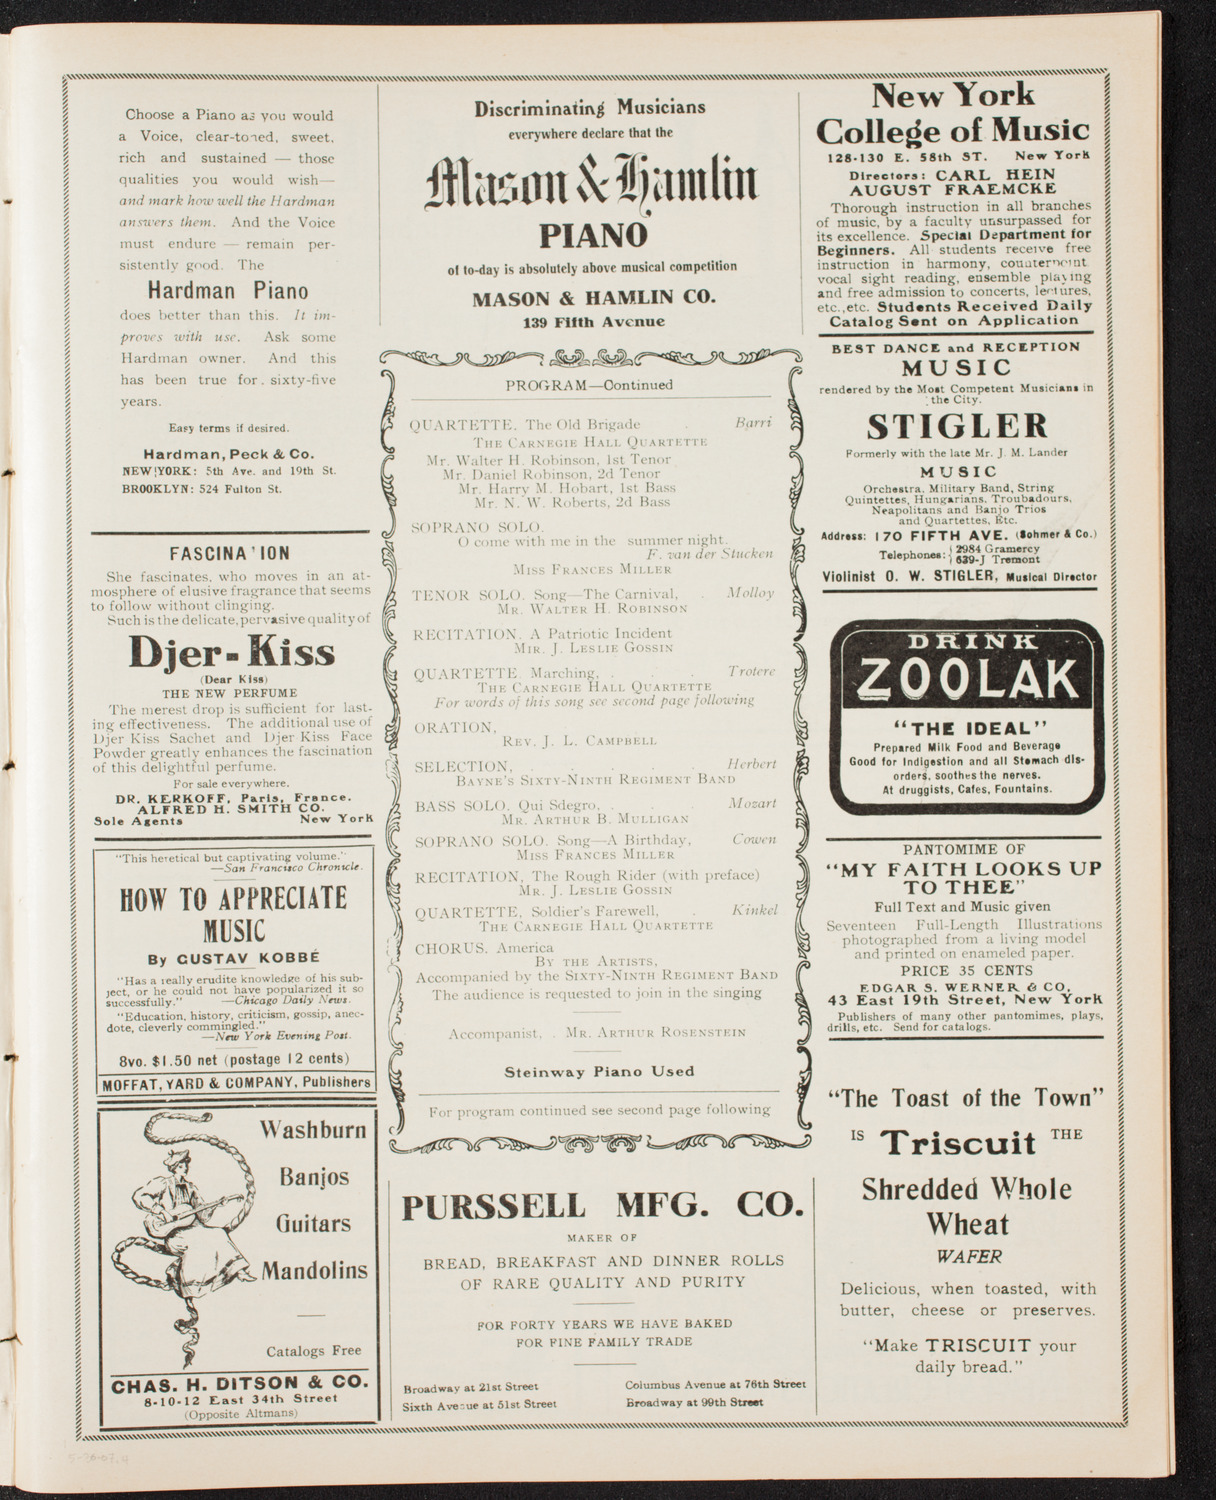 Choose a Piano as you would
a Voice, clear-toned, sweet,
rich and sustained — those
qualities you would wish—
and mark how well the Hardman
answers them. And the Voice
must endure — remain per-
sistently good. The
Hardman Piano
does better than this. It im-
proves with use. Ask some
Hardman owner. And this
has been true for sixty-five
years.
Easy terms if desired.
Hardman, Peck & Co.
NEW YORK: 5th Ave. and 19th St.
BROOKLYN: 524 Fulton St.
FASCINA'ION
She fascinates, who moves in an at-
mosphere of elusive fragrance that seems
to follow without clinging.
Such is the delicate, pervasive quality of
Djer-Kiss
(Dear Kiss)
THE NEW PERFUME
The merest drop is sufficient for last-
ing effectiveness. The additional use of
Djer Kiss Sachet and Djer Kiss Face
Powder greatly enhances the fascination
of this delightful perfume.
For sale everywhere.
DR. KERKOFF, Paris, France.
ALFRED H. SMITH CO.
Sole Agents New York
"This heretical but captivating volume."
—San Francisco Chronicle.
HOW TO APPRECIATE
MUSIC
By GUSTAV KOBBÉ
"Has a really erudite knowledge of his sub-
ject, or he could not have popularized it so
successfully." —Chicago Daily News.
"Education, history, criticism, gossip, anec-
dote, cleverly commingled."
—New York Evening Post.
8vo. $1.50 net (postage 12 cents)
MOFFAT, YARD & COMPANY, Publishers
Washburn
Banjos
Guitars
Mandolins
Catalogs Free
CHAS. H. DITSON & CO.
8-10-12 East 34th Street
(Opposite Altmans)
Discriminating Musicians
everywhere declare that the
Mason & Hamlin
PIANO
of to-day is absolutely above musical competition
MASON & HAMLIN CO.
139 Fifth Avenue
PROGRAM—Continued
QUARTETTE, The Old Brigade . Barri
THE CARNEGIE HALL QUARTETTE
Mr. Walter H. Robinson, 1st Tenor
Mr. Daniel Robinson, 2d Tenor
Mr. Harry M. Hobart, 1st Bass
Mr. N. W. Roberts, 2d Bass
SOPRANO SOLO.
O come with me in the summer night.
F. van der Stucken
MISS FRANCES MILLER
TENOR SOLO. Song—The Carnival, . Molloy
MR. WALTER H. ROBINSON
RECITATION, A Patriotic Incident
MIR. J. LESLIE GOSSIN
QUARTETTE. Marching, . . . Trotere
THE CARNEGIE HALL QUARTETTE
For words of this song see second page following
ORATION,
REV. J. L. CAMPBELL
SELECTION, . . . . . Herbert
BAYNE'S SIXTY-NINTH REGIMENT BAND
BASS SOLO. Qui Sdegro, . . . Mozart
MR. ARTHUR B. MULLIGAN
SOPRANO SOLO. Song—A Birthday, Cowen
MISS FRANCES MILLER
RECITATION, The Rough Rider (with preface)
MR. J. LESLIE GOSSIN
QUARTETTE, Soldier's Farewell, . Kinkel
THE CARNEGIE HALL QUARTETTE
CHORUS. America
BY THE ARTISTS,
Accompanied by the SIXTY-NINTH REGIMENT BAND
The audience is requested to join in the singing
Accompanist, . MR. ARTHUR ROSENSTEIN
Steinway Piano Used
For program continued see second page following
PURSSELL MFG. CO.
MAKER OF
BREAD, BREAKFAST AND DINNER ROLLS
OF RARE QUALITY AND PURITY
FOR FORTY YEARS WE HAVE BAKED
FOR FINE FAMILY TRADE
Broadway at 21st Street Columbus Avenue at 76th Street
Sixth Avenue at 51st Street Broadway at 99th Street
New York
College of Music
128-130 E. 58th ST. New York
Directors: CARL HEIN
AUGUST FRAEMCKE
Thorough instruction in all branches
of music, by a faculty unsurpassed for
its excellence. Special Department for
Beginners. All students receive free
instruction in harmony, counterpoint
vocal sight reading, ensemble playing
and free admission to concerts, lectures,
etc., etc. Students Received Daily
Catalog Sent on Application
BEST DANCE and RECEPTION
MUSIC
rendered by the Most Competent Musicians in
the City.
STIGLER
Formerly with the late Mr. J. M. Lander
MUSIC
Orchestra, Military Band, String
Quintettes, Hungarians, Troubadours,
Neapolitans and Banjo Trios
and Quartettes, Etc.
Address: 170 FIFTH AVE. (Sohmer & Co.)
Telephones: 2984 Gramercy
639-J Tremont
Violinist O. W. STIGLER, Musical Director
DRINK
ZOOLAK
"THE IDEAL"
Prepared Milk Food and Beverage
Good for Indigestion and all Stomach dis-
orders, soothes the nerves.
At druggists, Cafes, Fountains.
PANTOMIME OF
"MY FAITH LOOKS UP
TO THEE"
Full Text and Music given
Seventeen Full-Length Illustrations
photographed from a living model
and printed on enameled paper.
PRICE 35 CENTS
EDGAR S. WERNER & CO.
43 East 19th Street, New York
Publishers of many other pantomimes, plays,
drills, etc. Send for catalogs.
"The Toast of the Town"
IS Triscuit THE
Shredded Whole
Wheat
WAFER
Delicious, when toasted, with
butter, cheese or preserves.
"Make TRISCUIT your
daily bread."
5-30-07.4